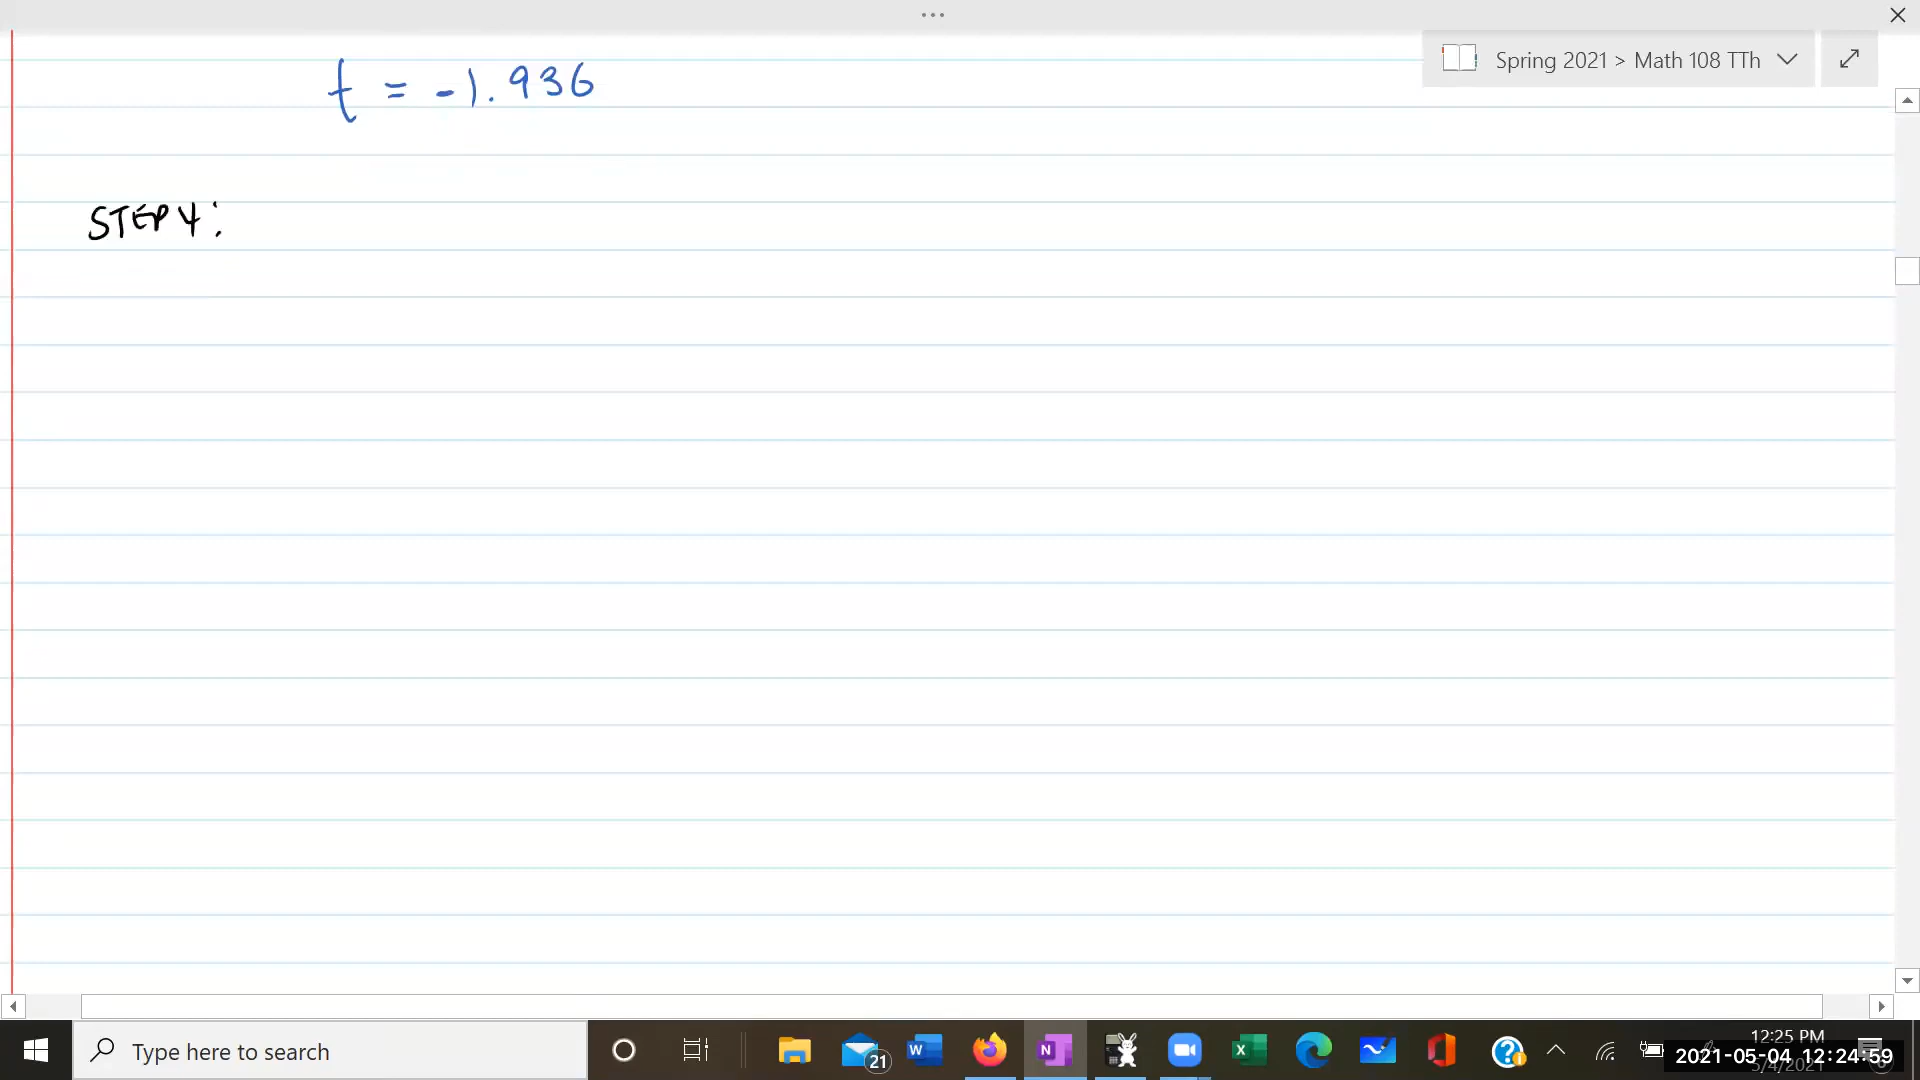 ...
Spring 2021 > Math 108 TTh
t = -1.936
STEP 4:
Type here to search
21
12:25 PM
2021-05-04 12:24:59